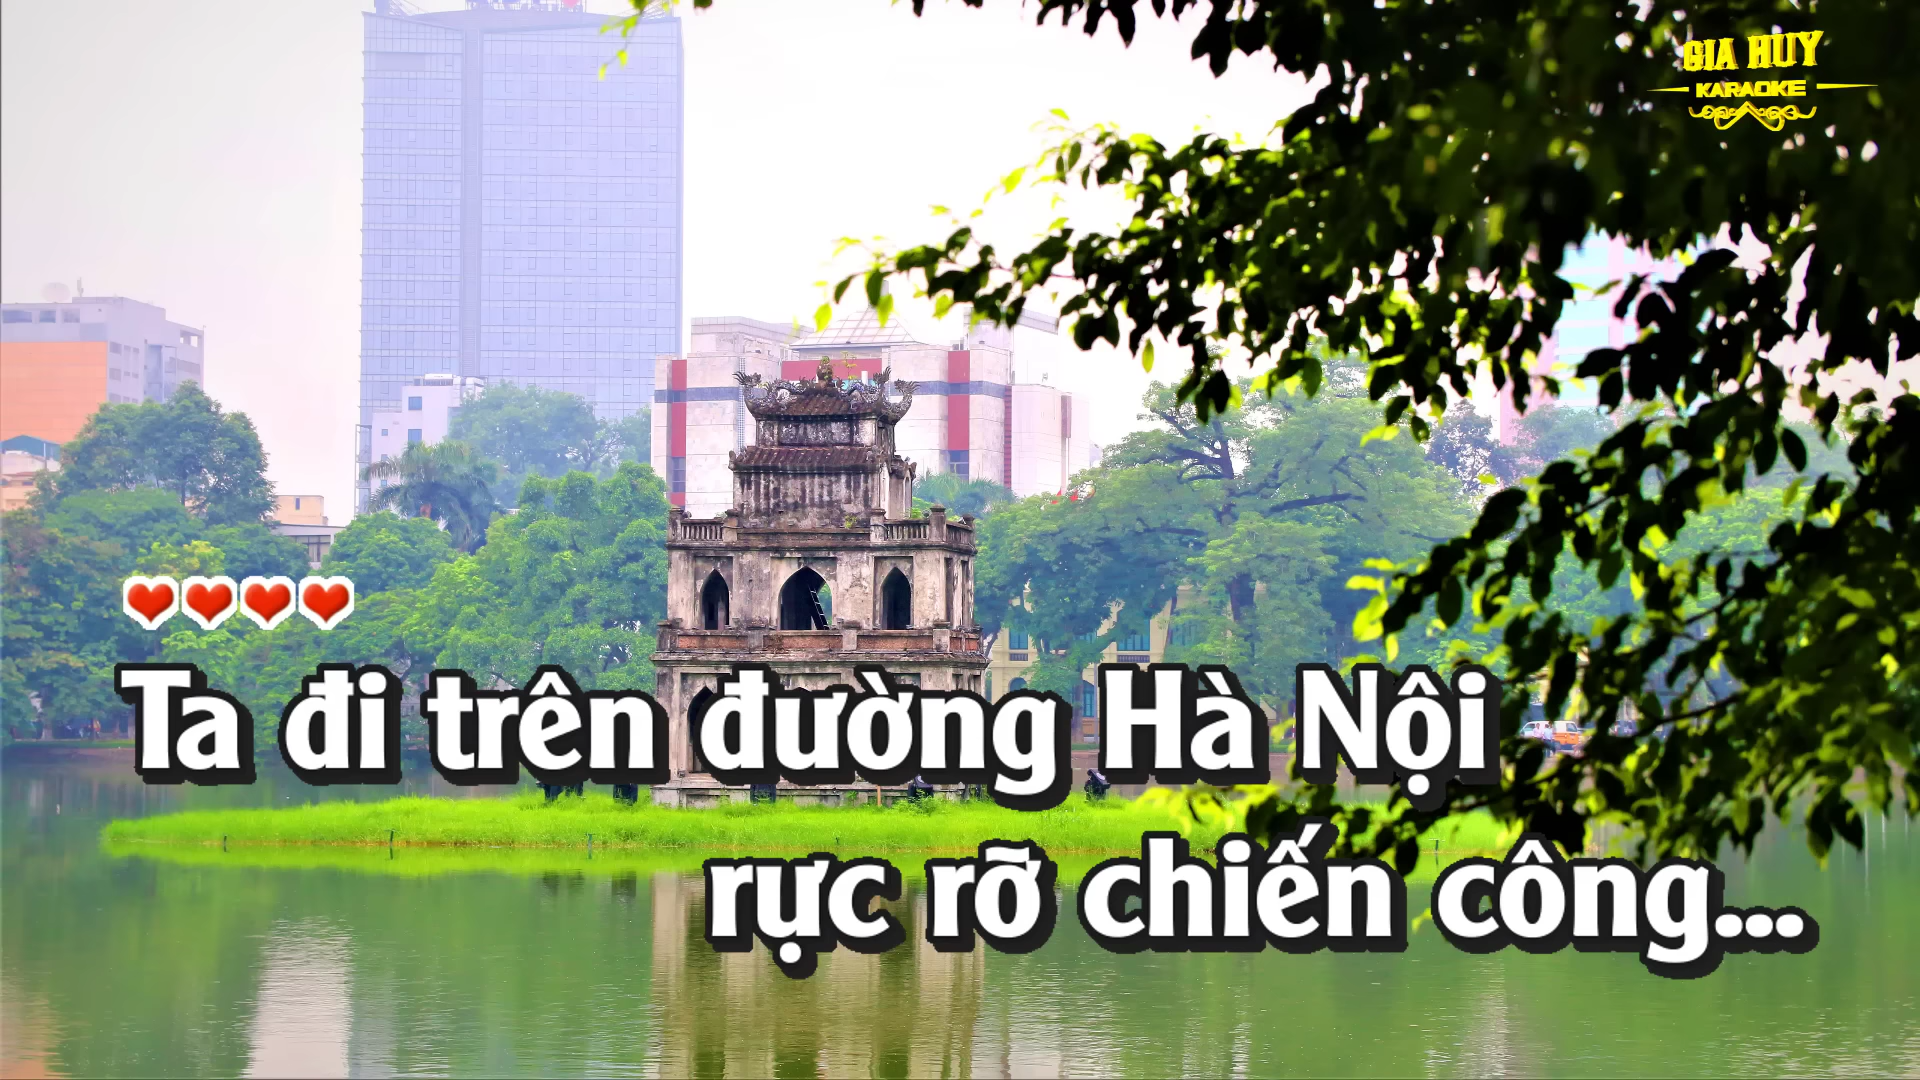 GIA HUY
KARAOKE
Ta đi trên đường Hà Nội
rực rỡ chiến công...